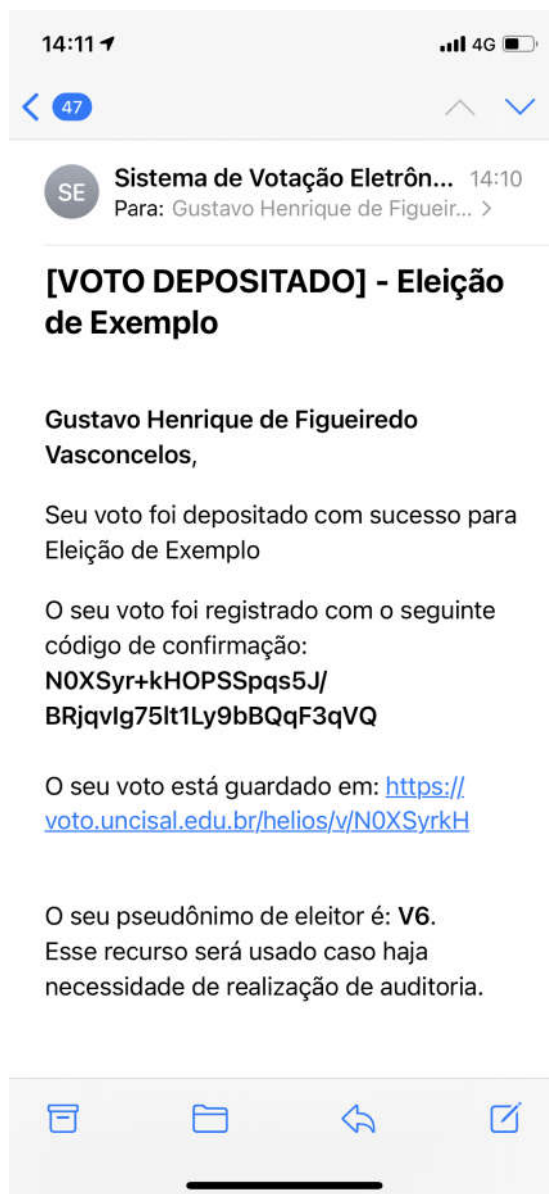 14:11
4G
47
SE
Sistema de Votação Eletrôn... 14:10
Para: Gustavo Henrique de Figueir... >
[VOTO DEPOSITADO] - Eleição
de Exemplo
Gustavo Henrique de Figueiredo
Vasconcelos,
Seu voto foi depositado com sucesso para
Eleição de Exemplo
O seu voto foi registrado com o seguinte
código de confirmação:
N0XSyr+kHOPSSpqs5J/
BRjqvIg75lt1Ly9bBQqF3qVQ
O seu voto está guardado em: https://
voto.uncisal.edu.br/helios/v/N0XSyrkH
O seu pseudônimo de eleitor é: V6.
Esse recurso será usado caso haja
necessidade de realização de auditoria.